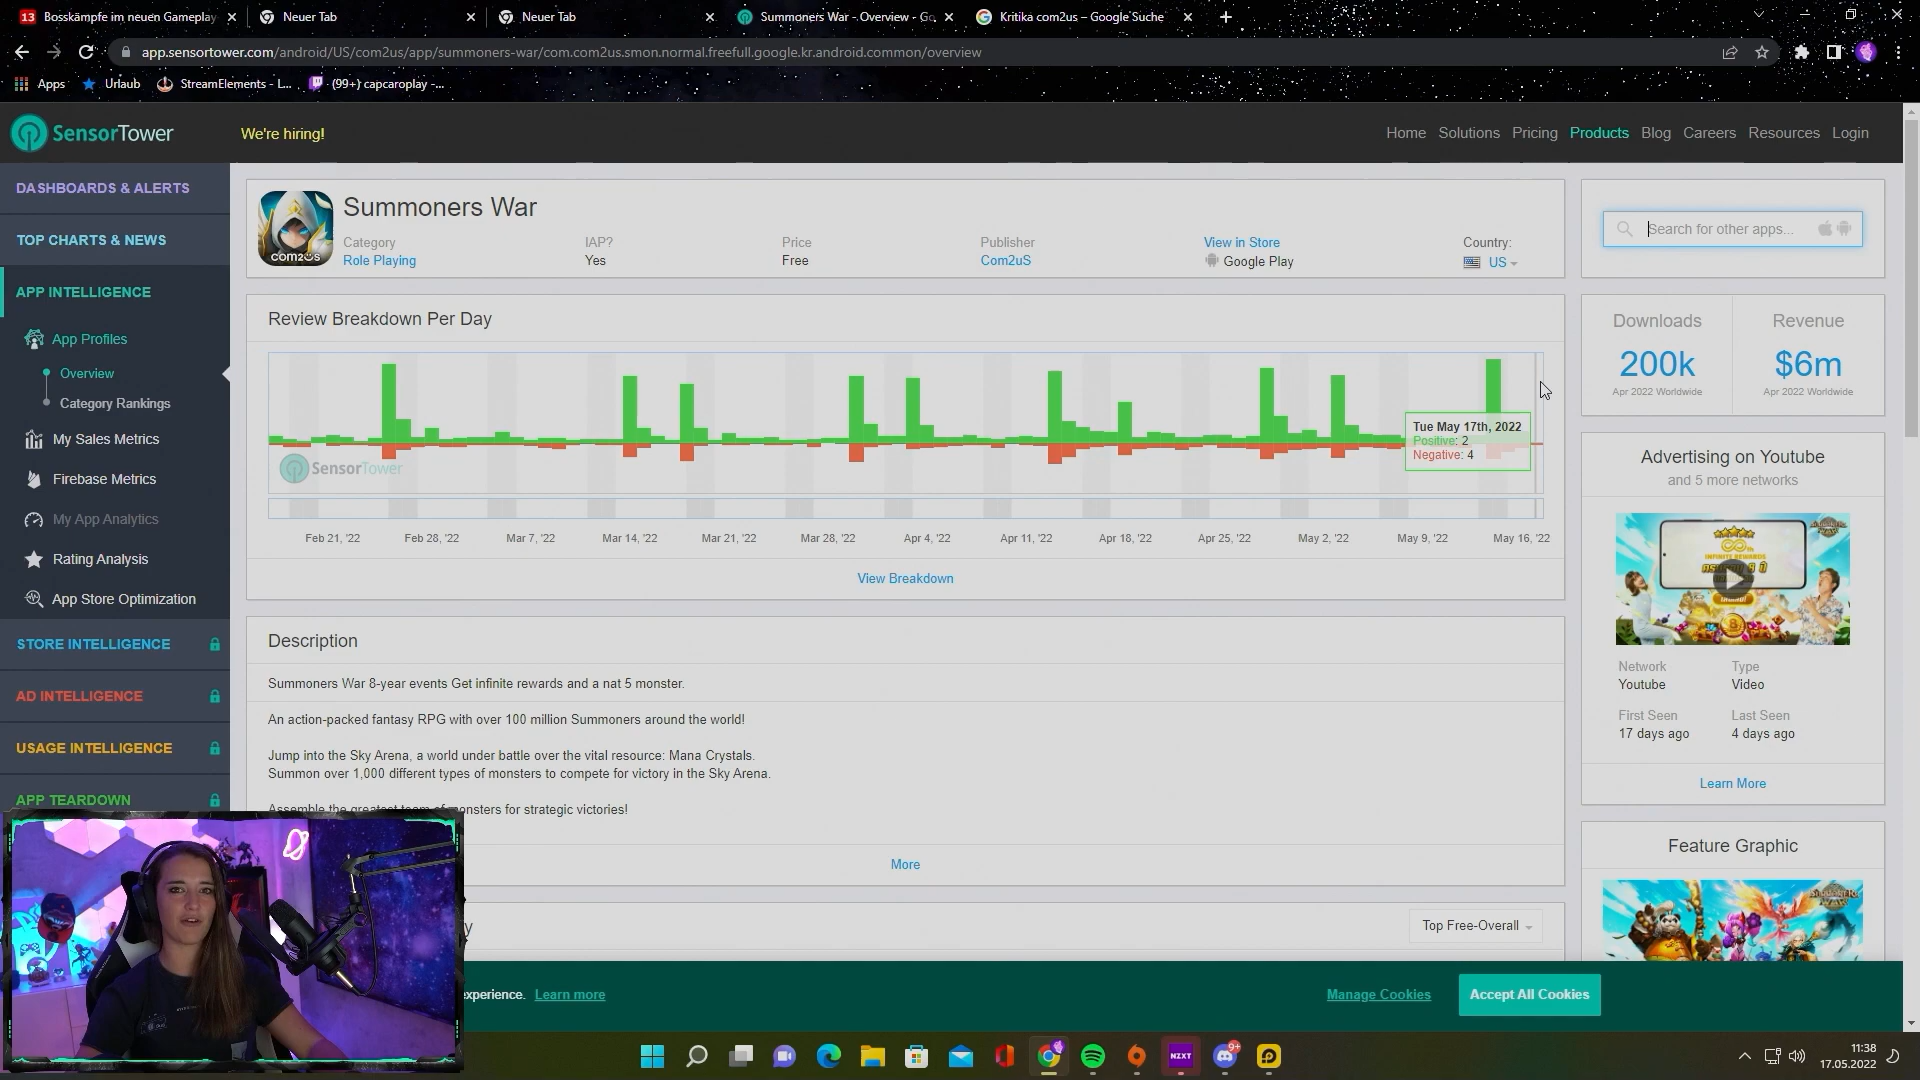 13 Bosskämpfe im neuen Gameplay
Neuer Tab
Neuer Tab
Summoners War - Overview - Go
Kritika com2us – Google Suche
app.sensortower.com/android/US/com2us/app/summoners-war/com.com2us.smon.normal.freefull.google.kr.android.common/overview
Apps
Urlaub
StreamElements - L...
(99+) capcaroplay -...
SensorTower
We're hiring!
Home Solutions Pricing Products Blog Careers Resources Login
DASHBOARDS & ALERTS
TOP CHARTS & NEWS
APP INTELLIGENCE
App Profiles
Overview
Category Rankings
My Sales Metrics
Firebase Metrics
My App Analytics
Rating Analysis
App Store Optimization
STORE INTELLIGENCE
AD INTELLIGENCE
USAGE INTELLIGENCE
APP TEARDOWN
com2us
Summoners War
Category
Role Playing
IAP?
Yes
Price
Free
Publisher
Com2uS
View in Store
Google Play
Country:
US
Review Breakdown Per Day
Tue May 17th, 2022
Positive: 2
Negative: 4
SensorTower
Feb 21, '22 Feb 28, '22 Mar 7, '22 Mar 14, '22 Mar 21, '22 Mar 28, '22 Apr 4, '22 Apr 11, '22 Apr 18, '22 Apr 25, '22 May 2, '22 May 9, '22 May 16, '22
View Breakdown
Description
Summoners War 8-year events Get infinite rewards and a nat 5 monster.
An action-packed fantasy RPG with over 100 million Summoners around the world!
Jump into the Sky Arena, a world under battle over the vital resource: Mana Crystals.
Summon over 1,000 different types of monsters to compete for victory in the Sky Arena.
Assemble the greatest team of monsters for strategic victories!
More
y
Top Free-Overall
Search for other apps...
Downloads
200k
Apr 2022 Worldwide
Revenue
$6m
Apr 2022 Worldwide
Advertising on Youtube
and 5 more networks
INFINITE REWARDS
Network
Youtube
Type
Video
First Seen
17 days ago
Last Seen
4 days ago
Learn More
Feature Graphic
experience. Learn more
Manage Cookies
Accept All Cookies
NZXT
9+
11:38
17.05.2022